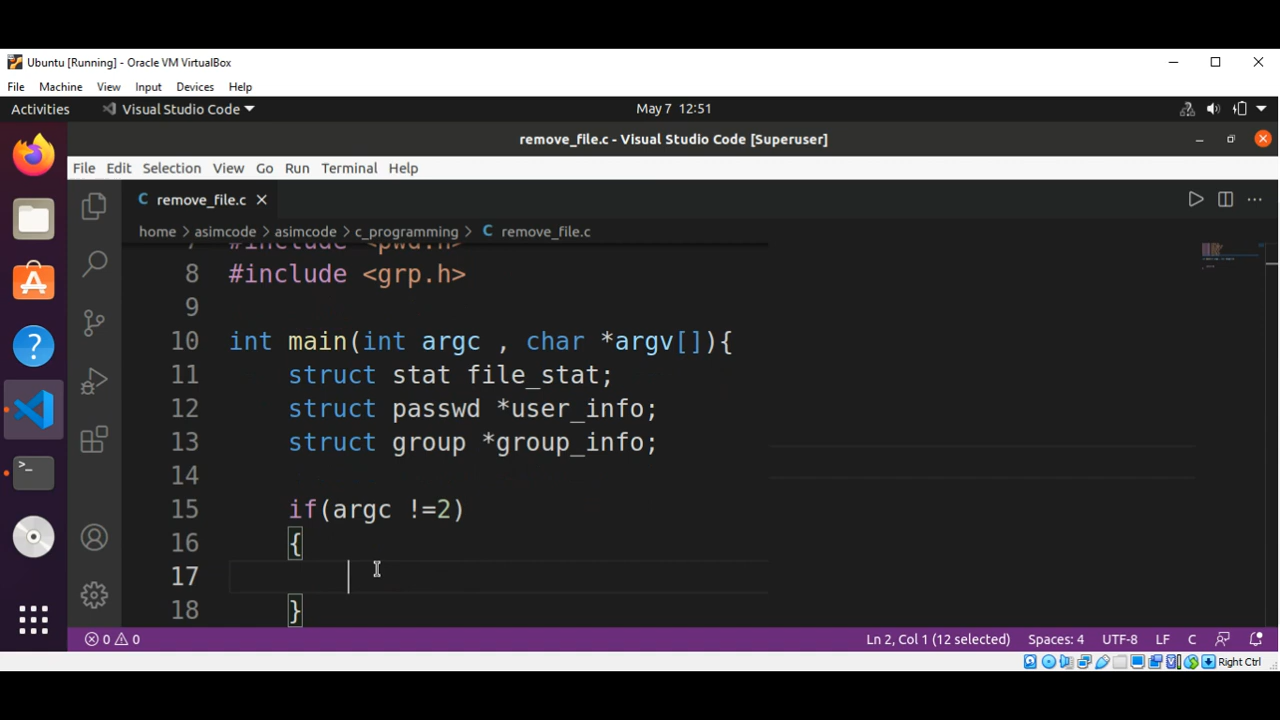 Ubuntu [Running] - Oracle VM VirtualBox
File Machine View Input Devices Help
Activities Visual Studio Code May 7 12:51
remove_file.c - Visual Studio Code [Superuser]
File Edit Selection View Go Run Terminal Help
C remove_file.c
home > asimcode > asimcode > c_programming > C remove_file.c
7 #include <pwd.h>
8 #include <grp.h>
9
10 int main(int argc , char *argv[]){
11 struct stat file_stat;
12 struct passwd *user_info;
13 struct group *group_info;
14
15 if(argc !=2)
16 {
17
18 }
0 0 Ln 2, Col 1 (12 selected) Spaces: 4 UTF-8 LF C
Right Ctrl